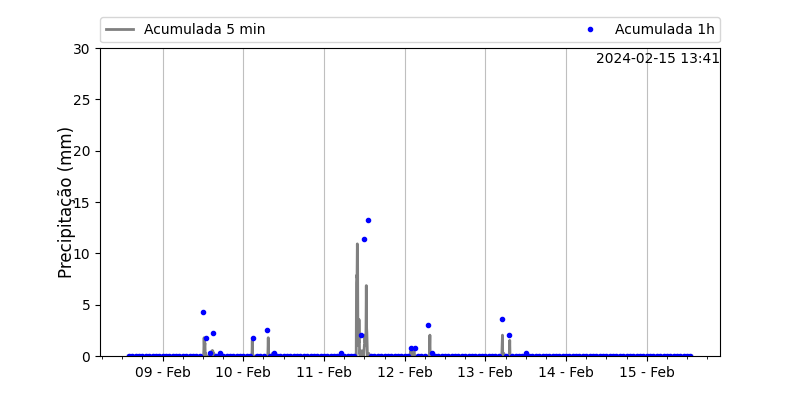 Acumulada 5 min
Acumulada 1h
2024-02-15 13:41
Precipitação (mm)
30
25
20
15
10
5
0
09 - Feb
10 - Feb
11 - Feb
12 - Feb
13 - Feb
14 - Feb
15 - Feb